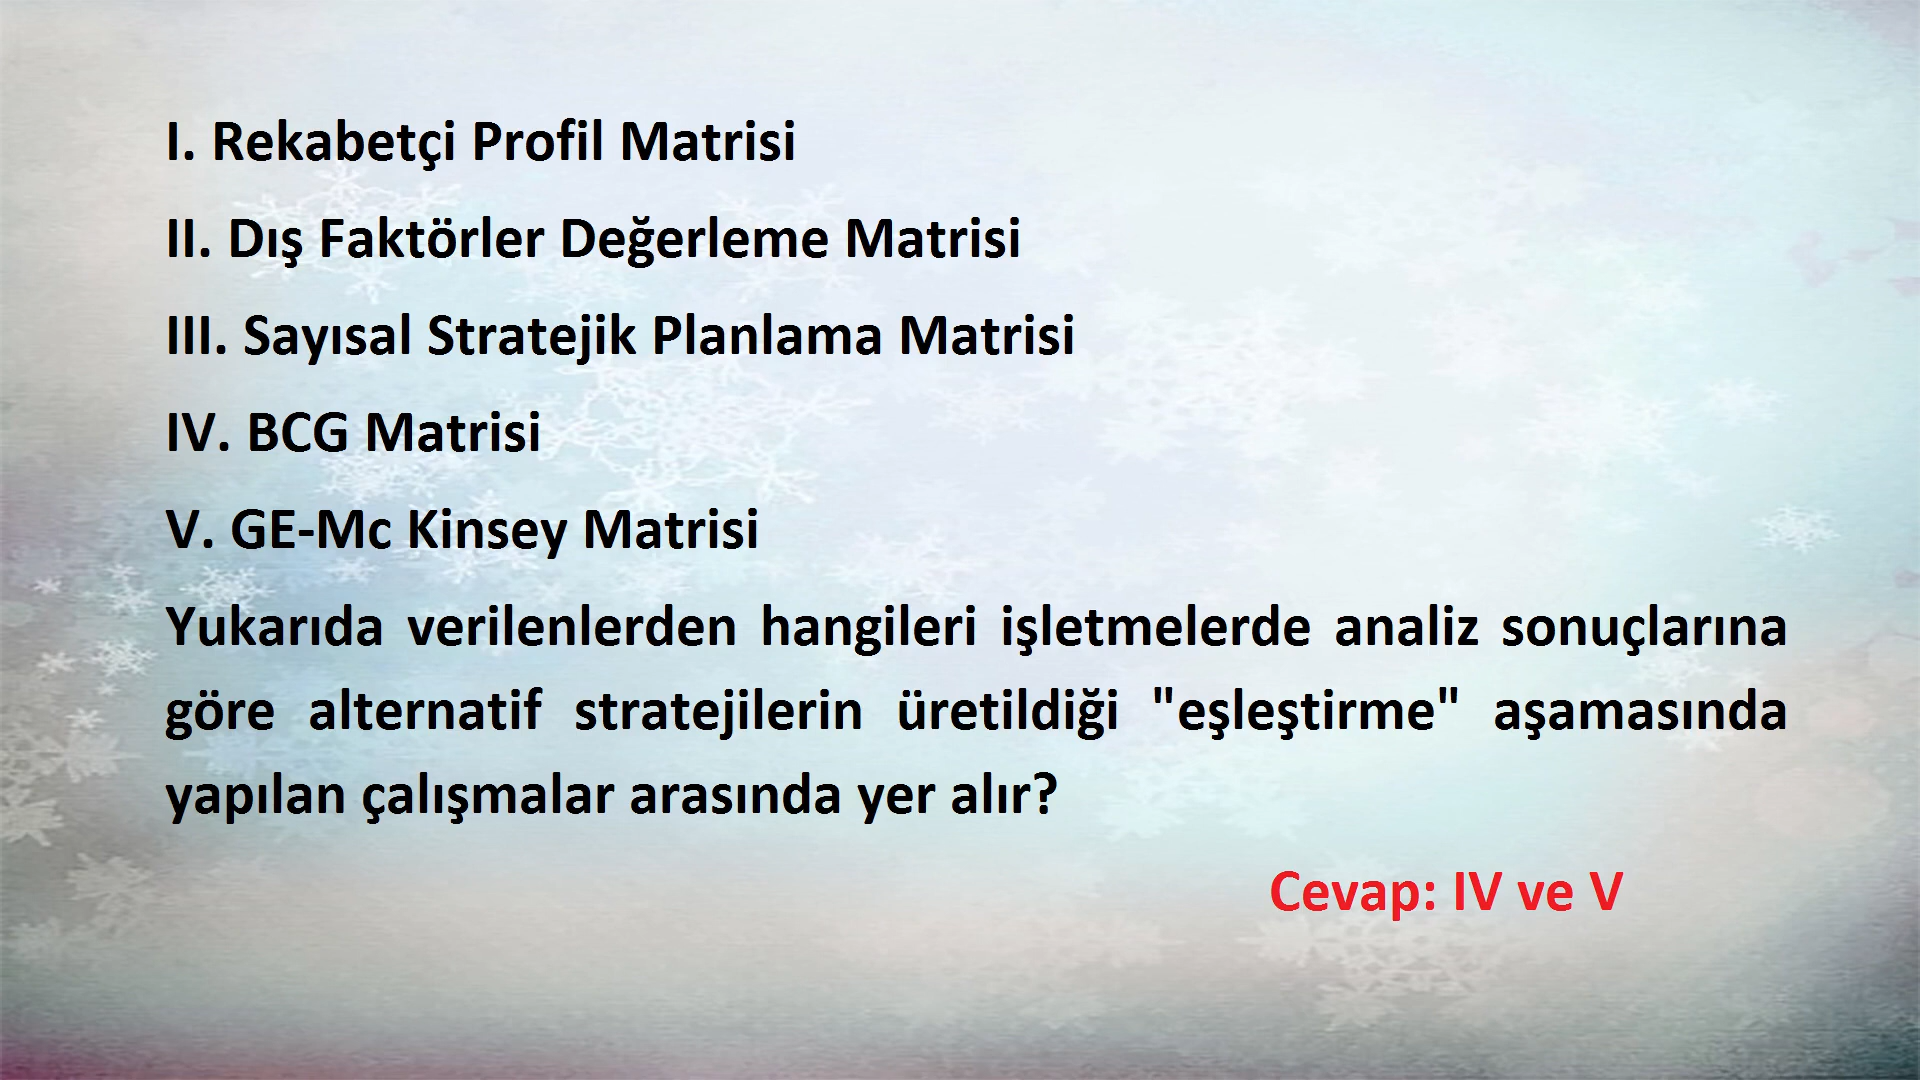 I. Rekabetçi Profil Matrisi
II. Dış Faktörler Değerleme Matrisi
III. Sayısal Stratejik Planlama Matrisi
IV. BCG Matrisi
V. GE-Mc Kinsey Matrisi
Yukarıda verilenlerden hangileri işletmelerde analiz sonuçlarına
göre alternatif stratejilerin üretildiği "eşleştirme" aşamasında
yapılan çalışmalar arasında yer alır?
Cevap: IV ve V